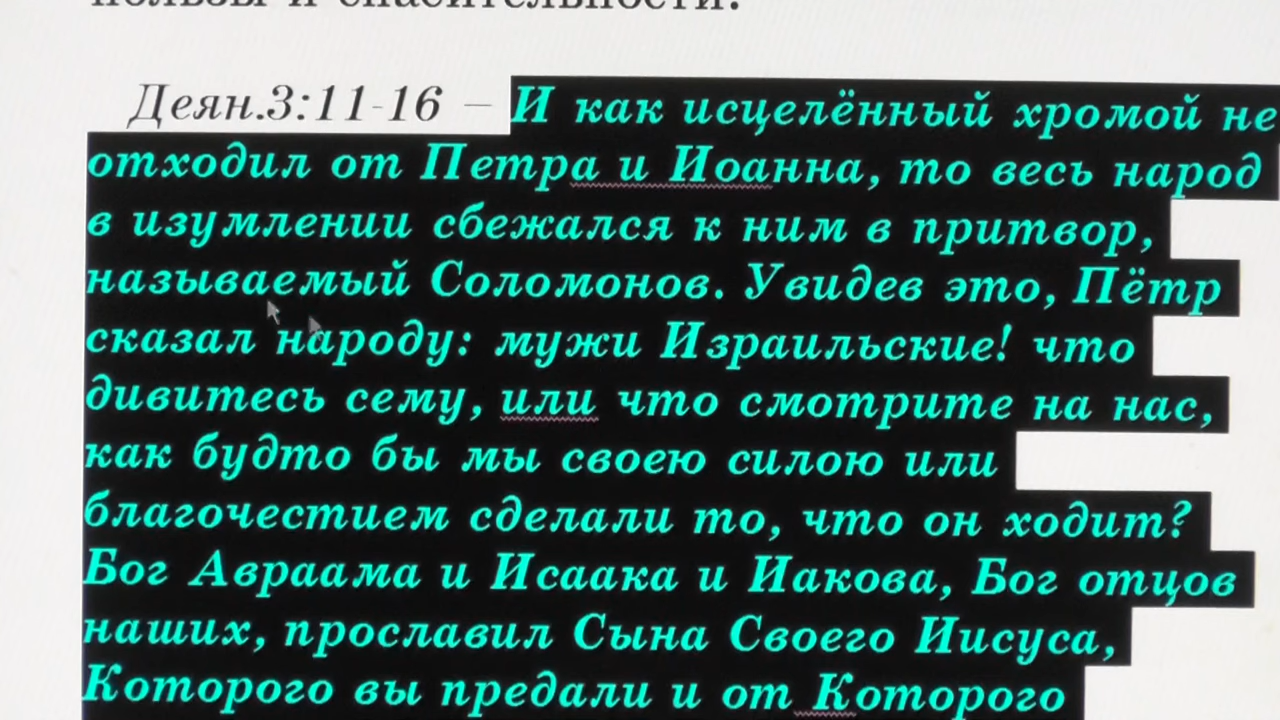 пользы и спасительности.
Деян.3:11-16 – И как исцелённый хромой не
отходил от Петра и Иоанна, то весь народ
в изумлении сбежался к ним в притвор,
называемый Соломонов. Увидев это, Пётр
сказал народу: мужи Израильские! что
дивитесь сему, или что смотрите на нас,
как будто бы мы своею силою или
благочестием сделали то, что он ходит?
Бог Авраама и Исаака и Иакова, Бог отцов
наших, прославил Сына Своего Иисуса,
Которого вы предали и от Которого